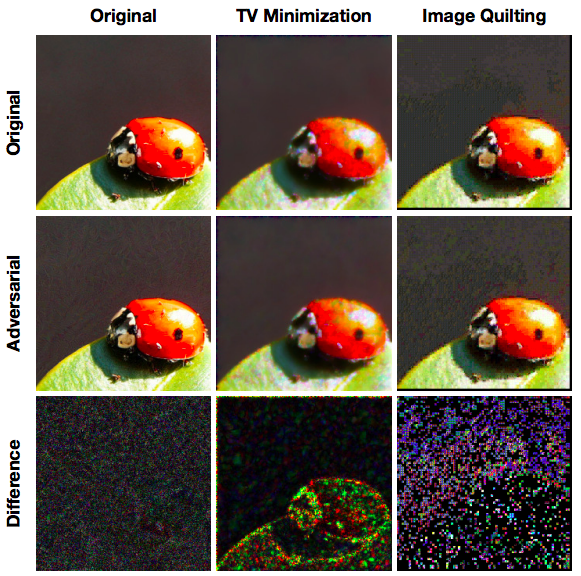 Original
TV Minimization
Image Quilting
Original
Adversarial
Difference